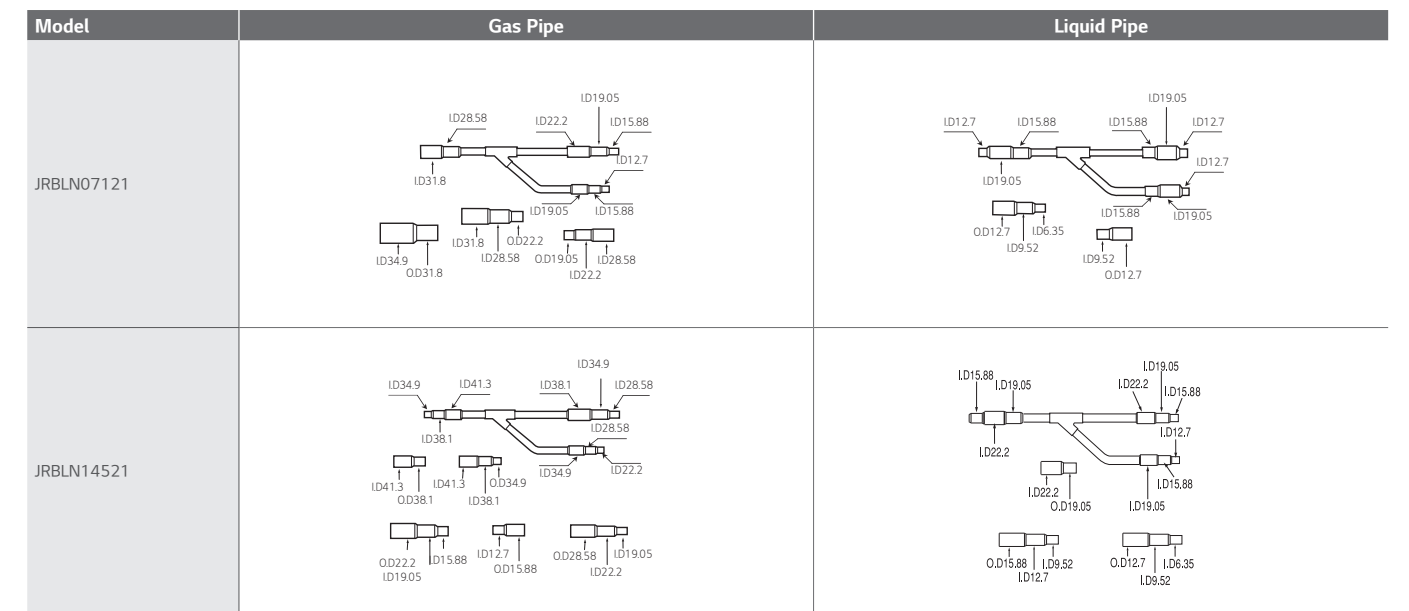 Model Gas Pipe Liquid Pipe
JRBLN07121
I.D19.05
I.D28.58 I.D22.2 I.D15.88
I.D12.7
I.D31.8
I.D19.05 I.D15.88
I.D31.8 O.D22.2
I.D34.9 I.D28.58 O.D19.05 I.D28.58
O.D31.8 I.D22.2
I.D19.05
I.D12.7 I.D15.88 I.D15.88 I.D12.7
I.D12.7
I.D19.05
I.D15.88 I.D19.05
O.D12.7 I.D6.35
I.D9.52 I.D9.52
O.D12.7
JRBLN14521
I.D34.9
I.D34.9 I.D41.3 I.D38.1 I.D28.58
I.D28.58
I.D38.1
I.D34.9 I.D22.2
I.D41.3 I.D41.3 O.D34.9
O.D38.1 I.D38.1
O.D22.2 I.D15.88 I.D12.7 O.D28.58 I.D19.05
I.D19.05 O.D15.88 I.D22.2
I.D19.05
I.D15.88 I.D19.05 I.D22.2 I.D15.88
I.D12.7
I.D22.2
I.D15.88
I.D22.2
O.D19.05 I.D19.05
O.D15.88 I.D9.52 O.D12.7 I.D6.35
I.D12.7 I.D9.52